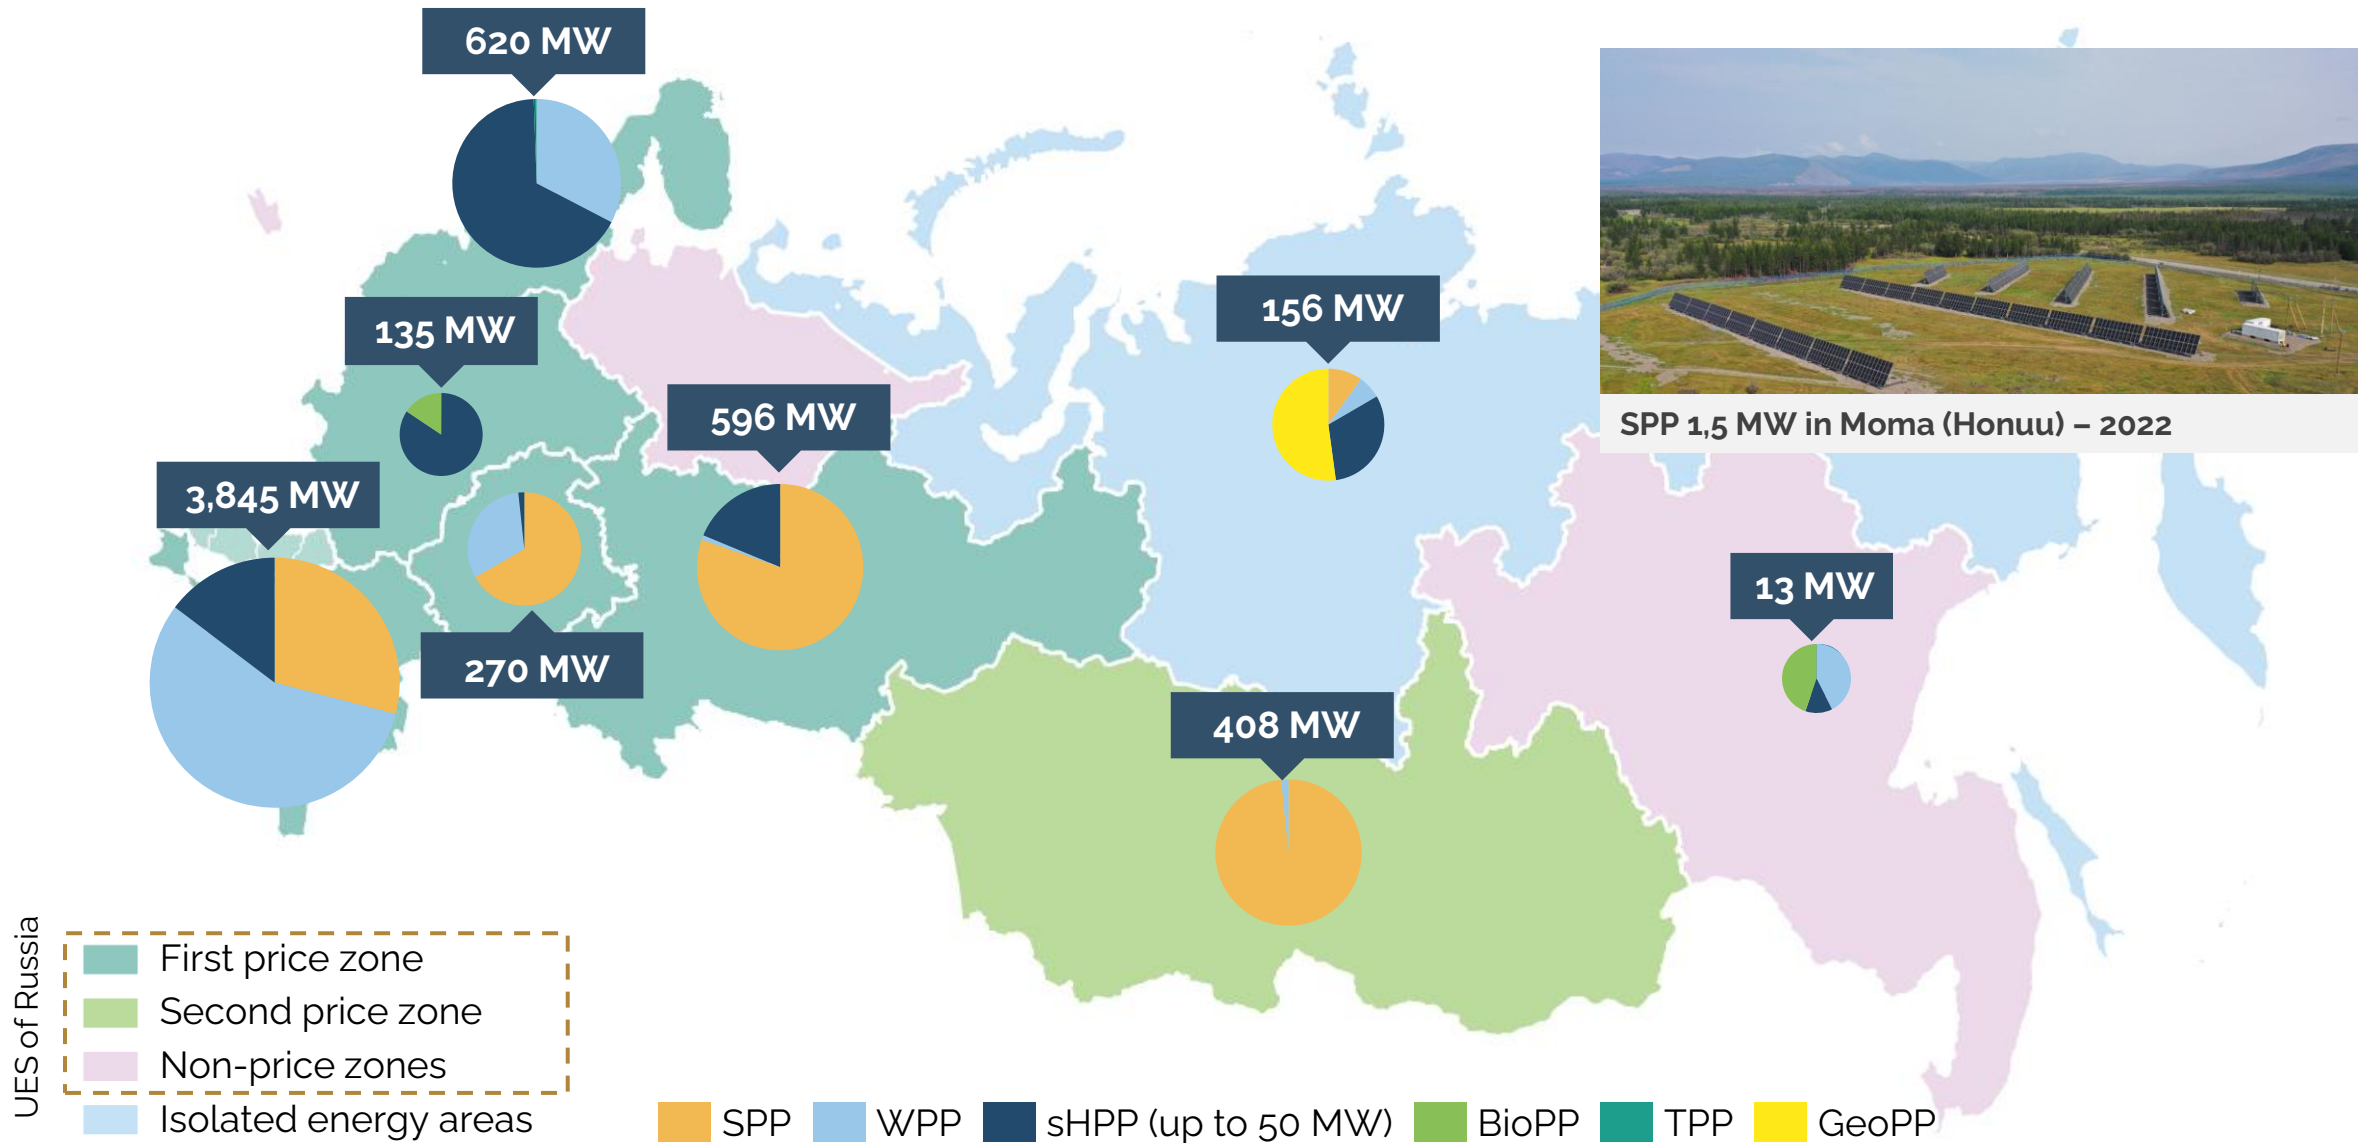 620 MW
135 MW
156 MW
SPP 1,5 MW in Moma (Honuu) – 2022
596 MW
3,845 MW
13 MW
270 MW
408 MW
UES of Russia
First price zone
Second price zone
Non-price zones
Isolated energy areas
SPP WPP sHPP (up to 50 MW) BioPP TPP GeoPP